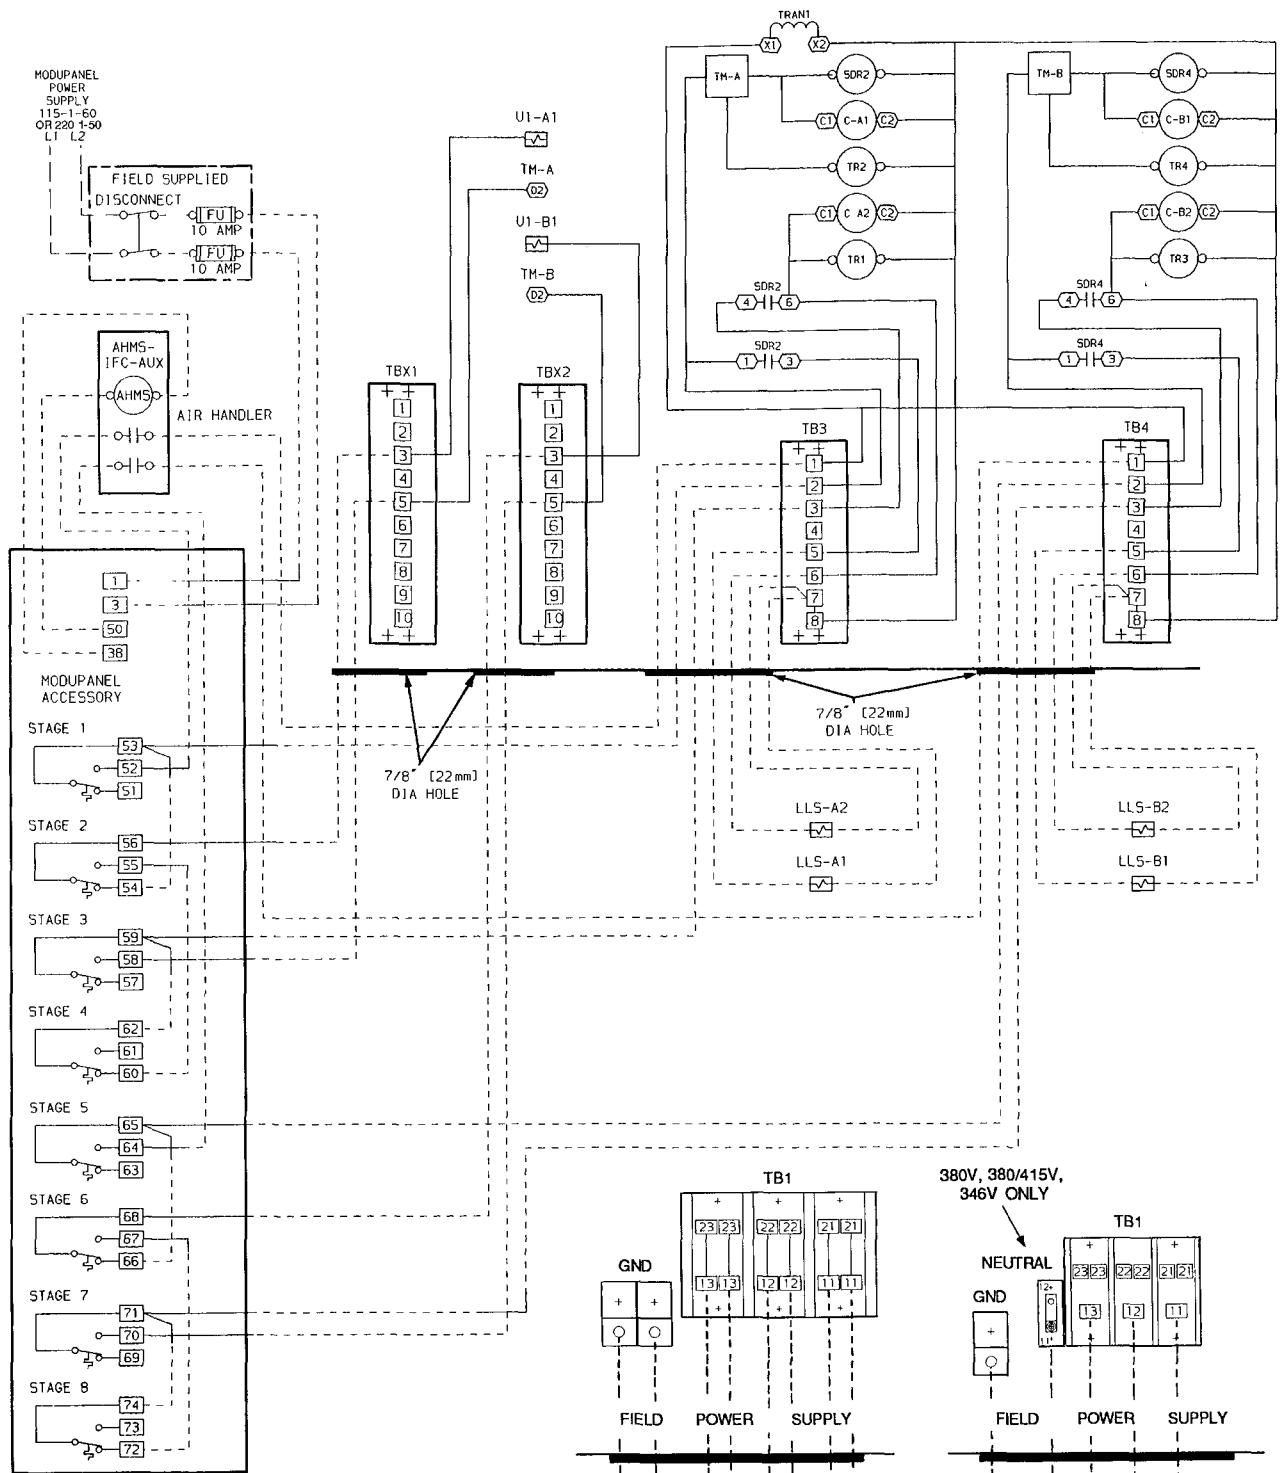 TRAN1
X1 X2
MODUPANEL
POWER
SUPPLY
115-1-60
OR 220 1-50
L1 L2
FIELD SUPPLIED
DISCONNECT
FU
10 AMP
FU
10 AMP
U1-A1
TM-A
D2
U1-B1
TM-B
D2
TM-A
SDR2
C1 C-A1 C2
TR2
C1 C A2 C2
TR1
SDR2
4 6
SDR2
1 3
TM-B
SDR4
C1 C-B1 C2
TR4
C1 C-B2 C2
TR3
SDR4
4 6
SDR4
1 3
AHMS-
IFC-AUX
AHMS
AIR HANDLER
TBX1
+ +
1
2
3
4
5
6
7
8
9
10
+ +
TBX2
+ +
1
2
3
4
5
6
7
8
9
10
+ +
TB3
+ +
1
2
3
4
5
6
7
8
+ +
TB4
+ +
1
2
3
4
5
6
7
8
+ +
1
3
50
38
MODUPANEL
ACCESSORY
STAGE 1
53
52
51
STAGE 2
56
55
54
STAGE 3
59
58
57
STAGE 4
62
61
60
STAGE 5
65
64
63
STAGE 6
68
67
66
STAGE 7
71
70
69
STAGE 8
74
73
72
7/8" [22mm]
DIA HOLE
7/8" [22mm]
DIA HOLE
LLS-A2
LLS-A1
LLS-B2
LLS-B1
TB1
+ + +
23 23 22 22 21 21
13 13 12 12 11 11
+ + +
GND
+ +
FIELD POWER SUPPLY
380V, 380/415V,
346V ONLY
TB1
NEUTRAL
GND
+
+ + +
23 23 22 22 21 21
13 12 11
+ + +
FIELD POWER SUPPLY